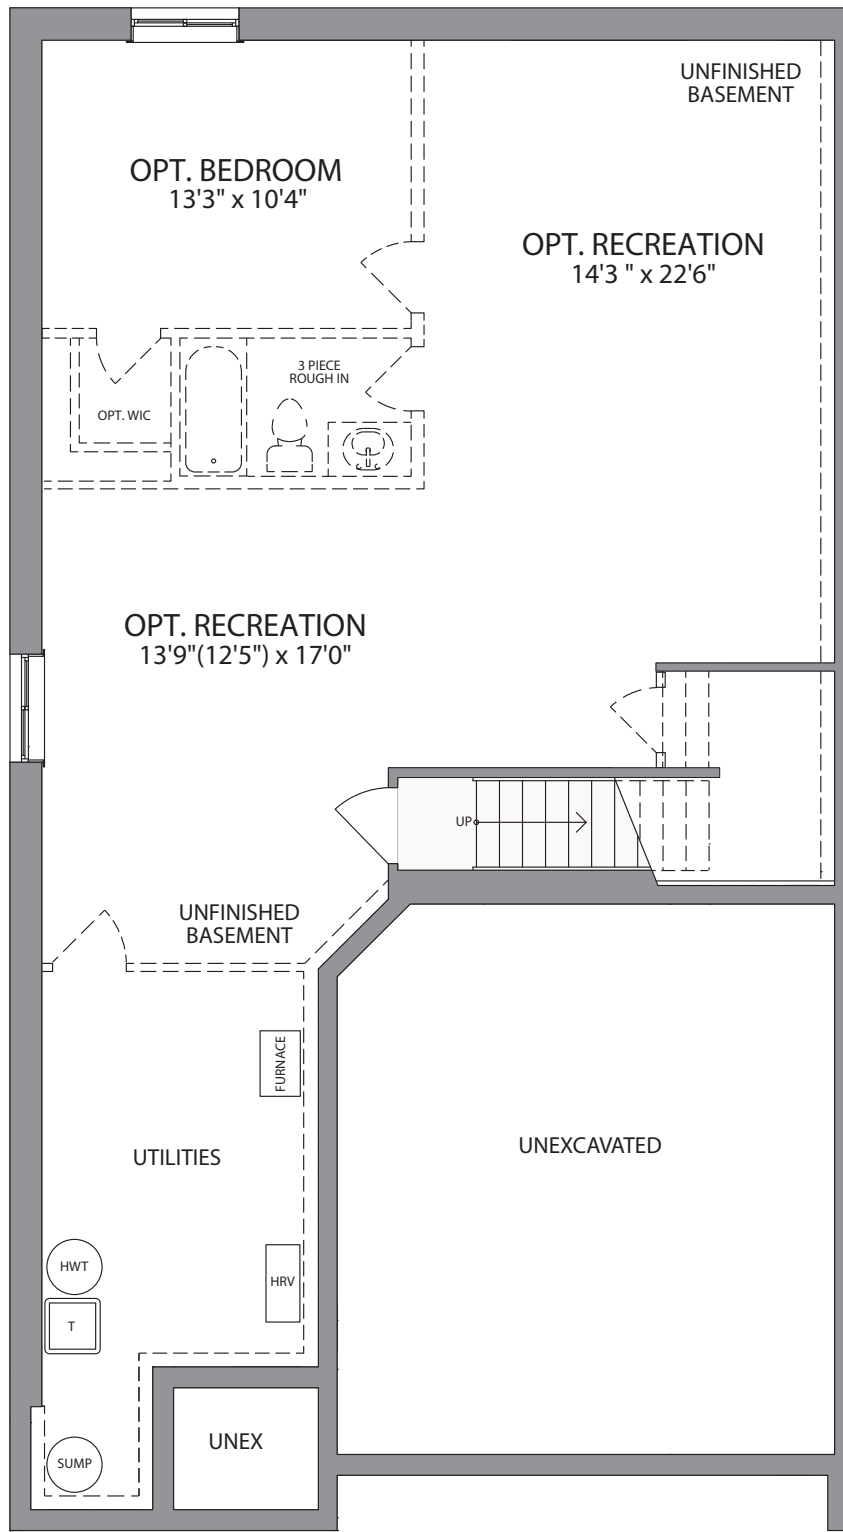 UNFINISHED
BASEMENT
OPT. BEDROOM
13'3" x 10'4"
OPT. RECREATION
14'3 " x 22'6"
3 PIECE
ROUGH IN
OPT. WIC
OPT. RECREATION
13'9"(12'5") x 17'0"
UP
UNFINISHED
BASEMENT
FURNACE
UTILITIES
UNEXCAVATED
HWT
HRV
T
UNEX
SUMP